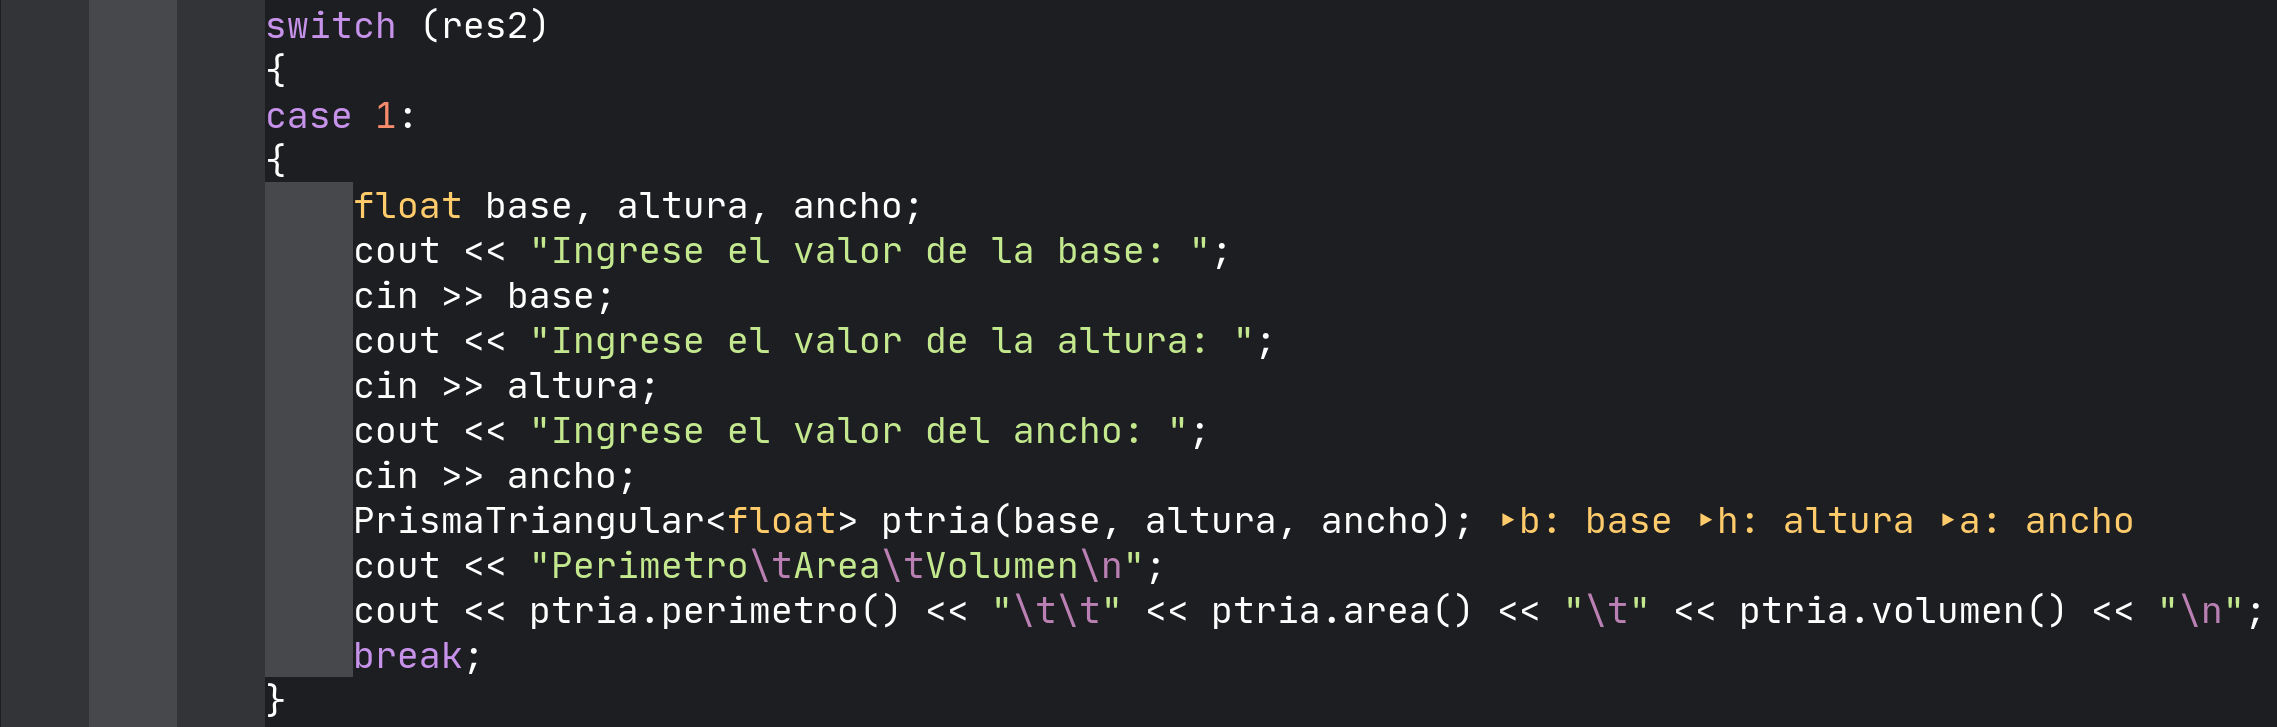 switch (res2)
{
case 1:
{
float base, altura, ancho;
cout << "Ingrese el valor de la base: ";
cin >> base;
cout << "Ingrese el valor de la altura: ";
cin >> altura;
cout << "Ingrese el valor del ancho: ";
cin >> ancho;
PrismaTriangular<float> ptria(base, altura, ancho); ‣b: base ‣h: altura ‣a: ancho
cout << "Perimetro\tArea\tVolumen\n";
cout << ptria.perimetro() << "\t\t" << ptria.area() << "\t" << ptria.volumen() << "\n";
break;
}